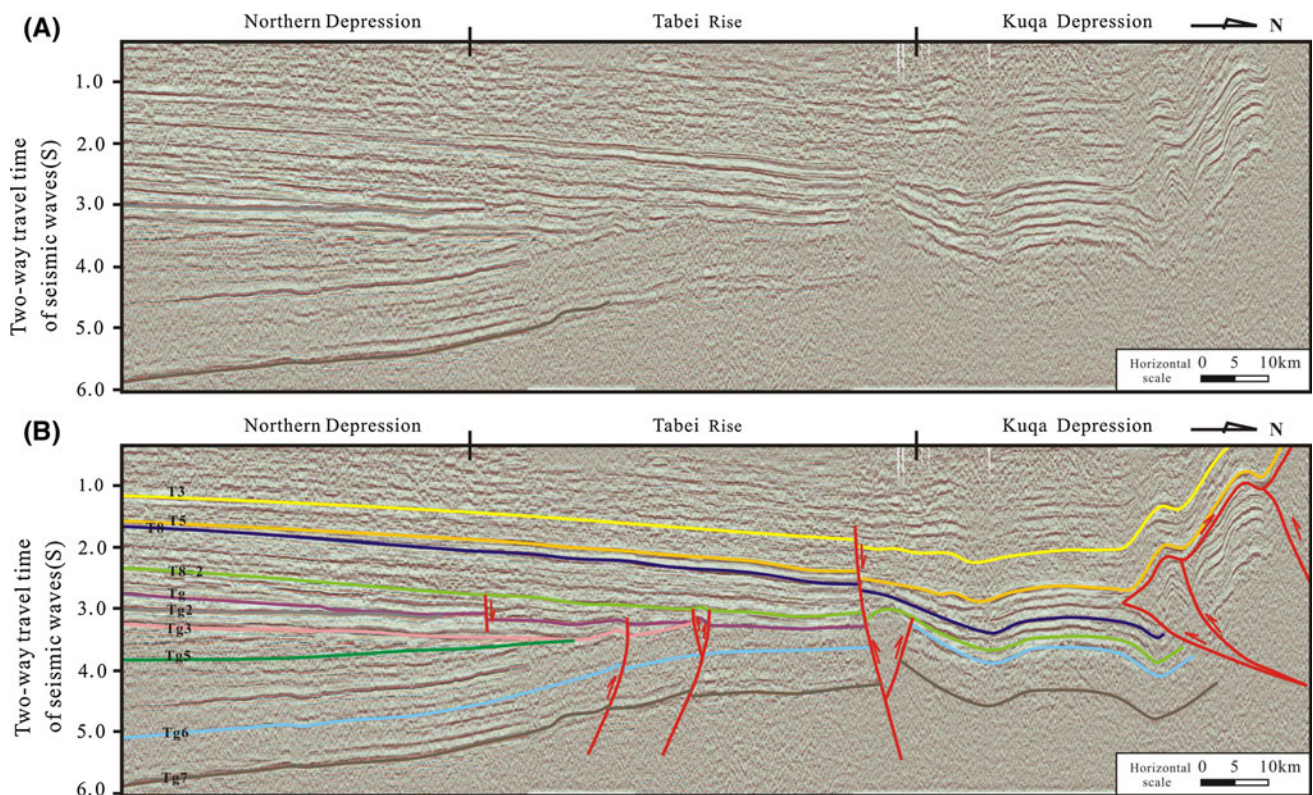 (A)
Northern Depression Tabei Rise Kuqa Depression N
1.0
2.0
3.0
4.0
5.0
6.0
Two-way travel time
of seismic waves(S)
Horizontal scale 0 5 10km
(B)
Northern Depression Tabei Rise Kuqa Depression N
1.0
2.0
3.0
4.0
5.0
6.0
Two-way travel time
of seismic waves(S)
T3
T5
T8
T8-2
Tg
Tg2
Tg3
Tg5
Tg6
Tg7
Horizontal scale 0 5 10km